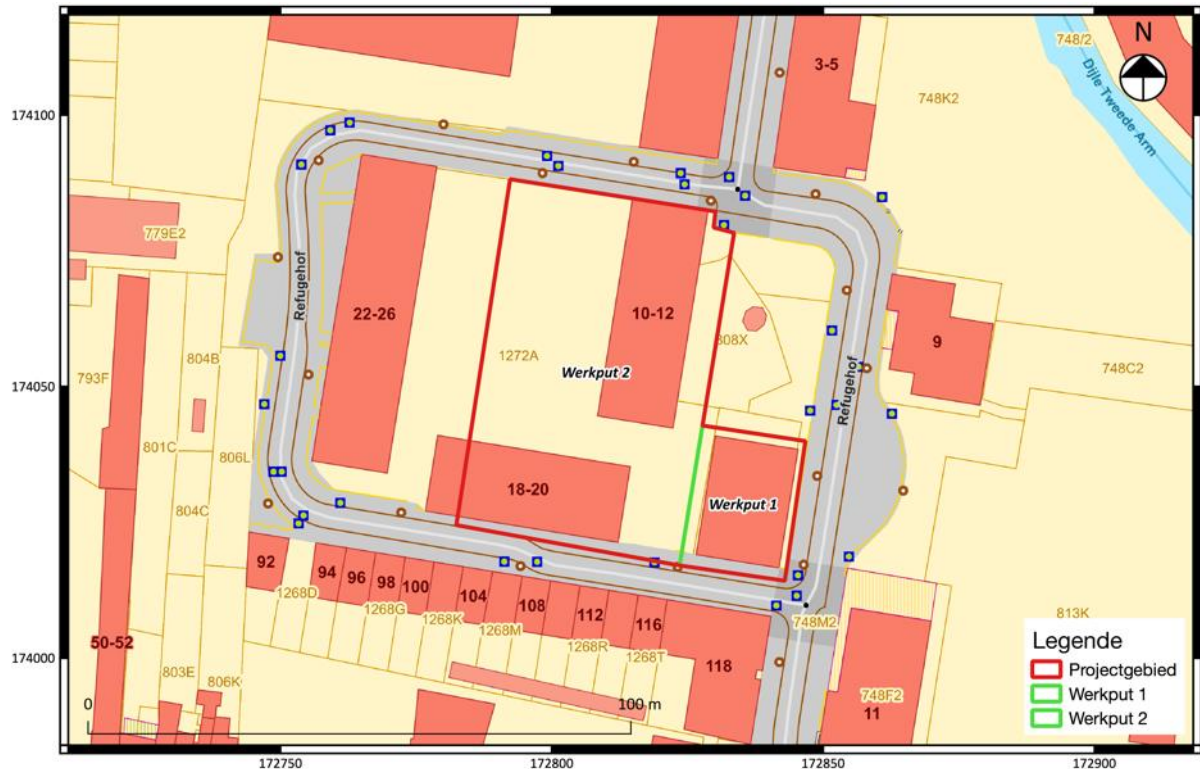 N
748/2
Dijle Tweede Arm
3-5
748K2
174100
779E2
Refugehof
22-26
10-12
1272A
Werkput 2
808X
9
748C2
174050
804B
793F
801C
806L
804C
Refugehof
18-20
Werkput 1
92
94
96
98
100
104
108
112
116
118
1268D
1268G
1268K
1268M
1268R
1268T
748M2
813K
174000
50-52
803E
806K
748F2
11
0
100 m
Legende
Projectgebied
Werkput 1
Werkput 2
172750
172800
172850
172900